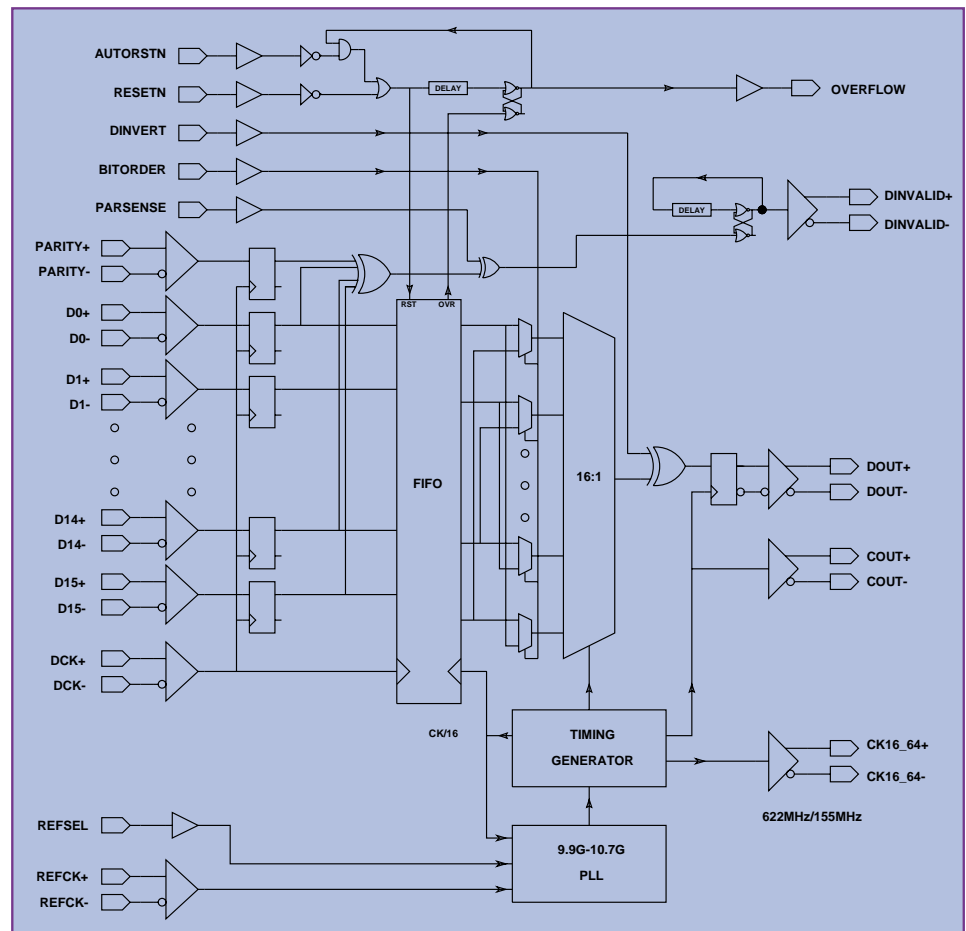 AUTORSTN
RESETN
DELAY
OVERFLOW
DINVERT
BITORDER
PARSENSE
DELAY
DINVALID+
DINVALID-
PARITY+
PARITY-
RST OVR
D0+
D0-
D1+
D1-
FIFO
16:1
DOUT+
DOUT-
D14+
D14-
COUT+
COUT-
D15+
D15-
DCK+
DCK-
CK/16
TIMING
GENERATOR
CK16_64+
CK16_64-
622MHz/155MHz
REFSEL
9.9G-10.7G
PLL
REFCK+
REFCK-